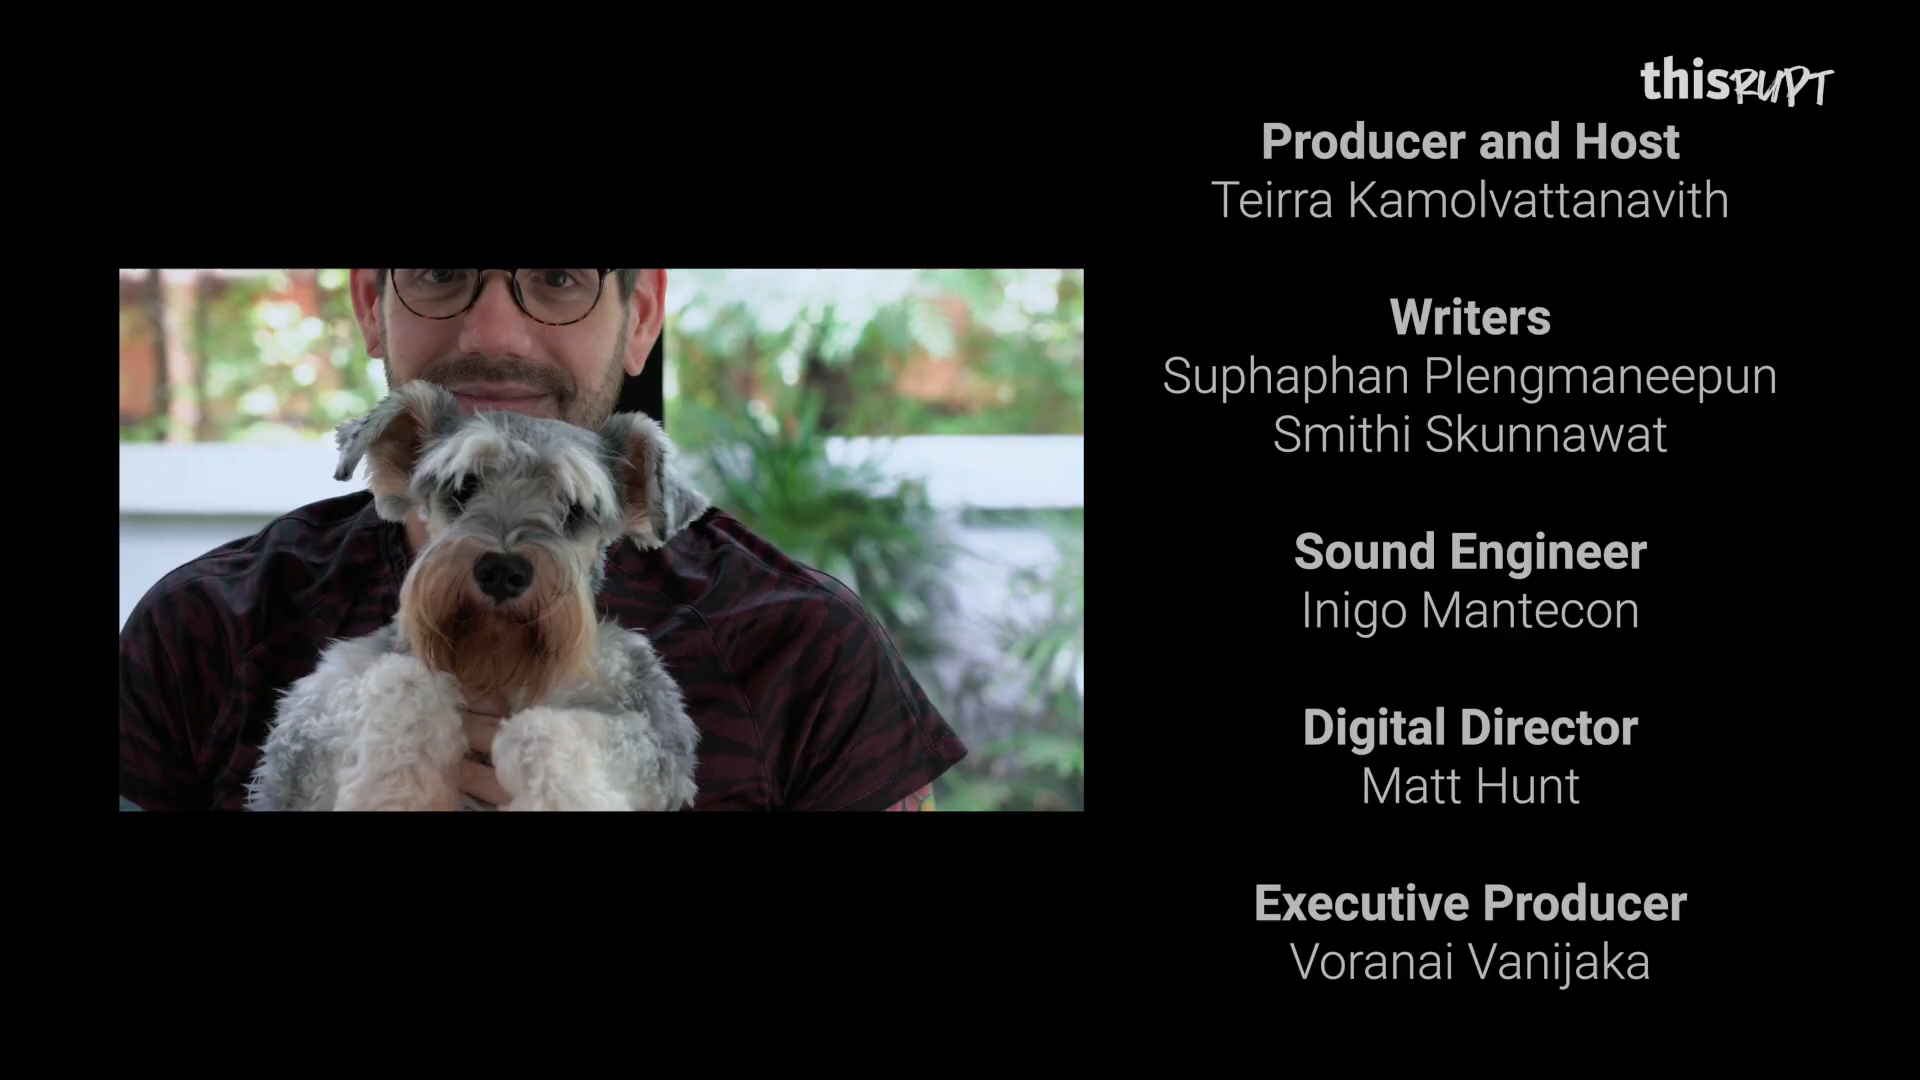 thisRUPT
Producer and Host
Teirra Kamolvattanavith
Writers
Suphaphan Plengmaneepun
Smithi Skunnawat
Sound Engineer
Inigo Mantecon
Digital Director
Matt Hunt
Executive Producer
Voranai Vanijaka